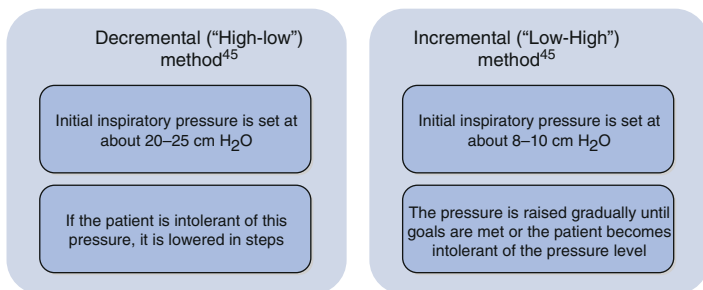 Decremental (“High-low”)
method45
Initial inspiratory pressure is set at
about 20–25 cm H2O
If the patient is intolerant of this
pressure, it is lowered in steps
Incremental (“Low-High”)
method45
Initial inspiratory pressure is set at
about 8–10 cm H2O
The pressure is raised gradually until
goals are met or the patient becomes
intolerant of the pressure level